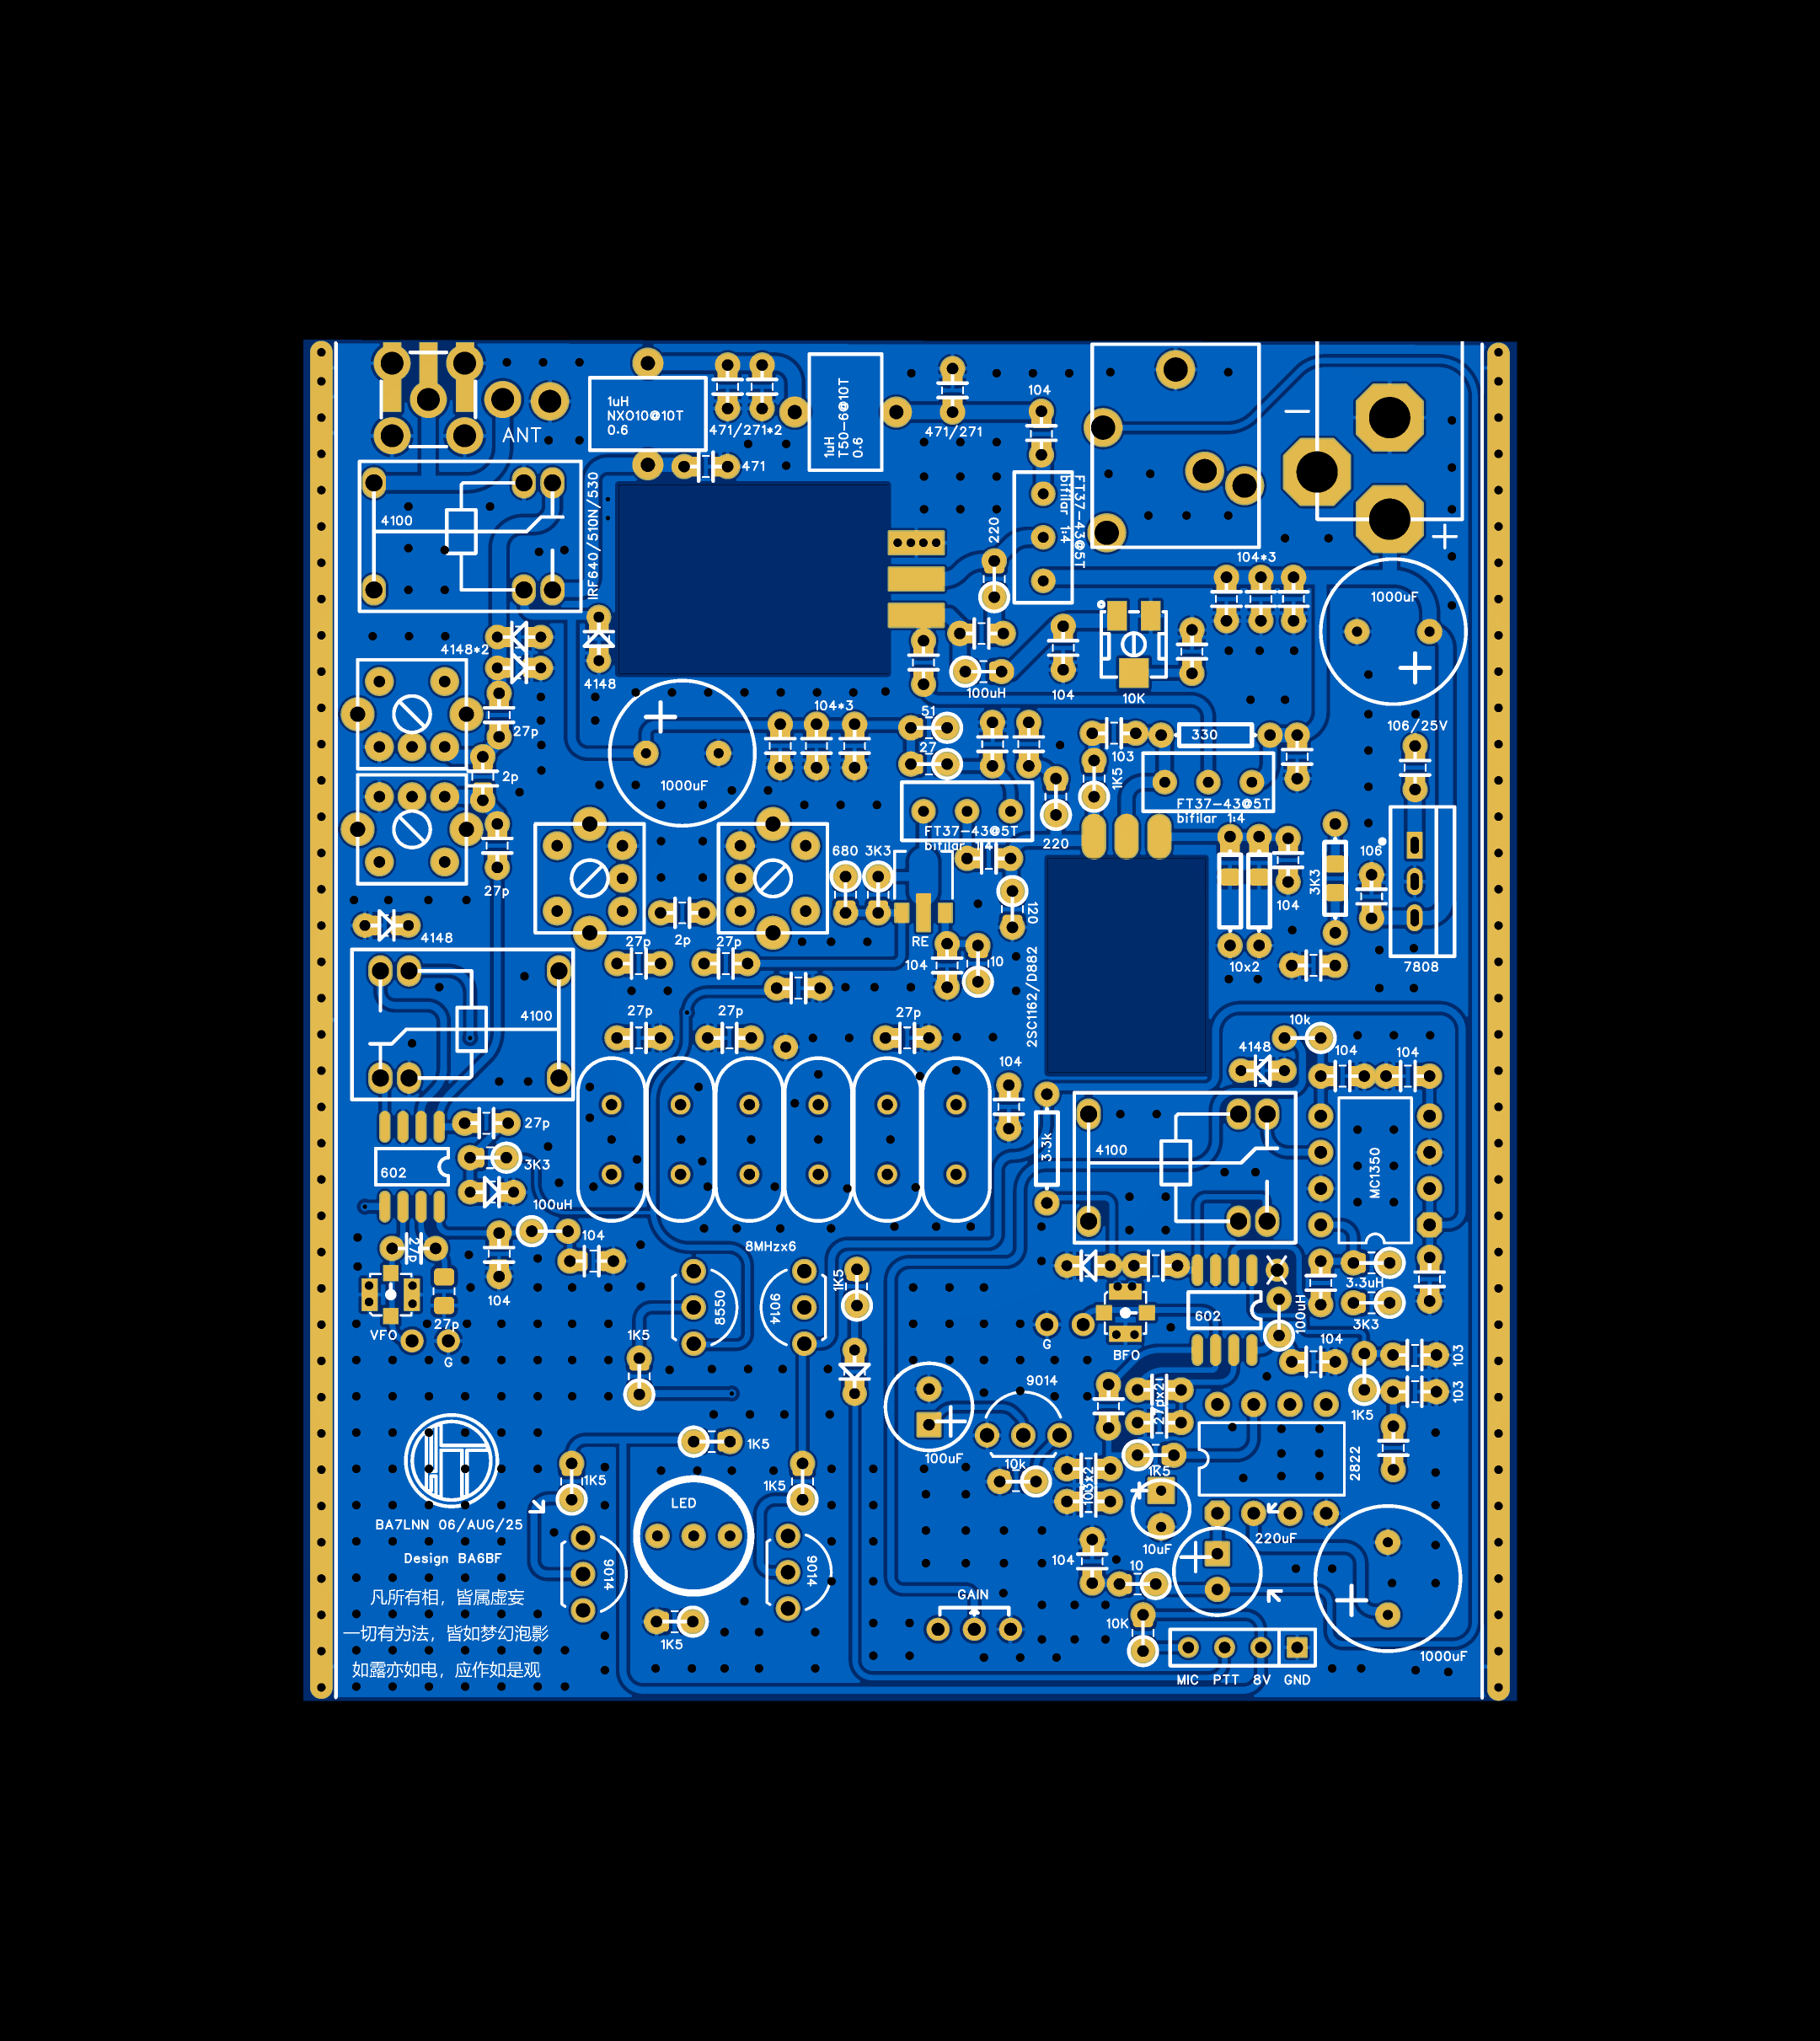 1uH
NXO10@10T
0.6
471/271*2
1uH
T50-6@10T
0.6
471/271
104
ANT
471
IRF640/510N/530
4100
FT37-43@5T
bifilar 1:4
220
104*3
1000uF
4148*2
4148
100uH
104
10K
27p
104*3
51
27
103
330
106/25V
2p
1000uF
1K5
FT37-43@5T
bifilar 1:4
FT37-43@5T
bifilar 1:4
220
680
3K3
106
3K3
104
27p
4148
2p
RE
120
27p
27p
104
10
10x2
7808
2SC1162/D882
27p
27p
27p
4100
10k
4148
104
104
104
27p
3.3k
4100
MC1350
602
3K3
100uH
104
27p
8MHzx6
1K5
3.3uH
104
8550
9014
602
100uH
3K3
VFO
27p
G
1K5
G
BFO
104
103
9014
27px2
103
1K5
100uF
1K5
10k
1K5
2822
1K5
1K5
LED
103x2
BA7LNN 06/AUG/25
220uF
10uF
Design BA6BF
104
10
9014
9014
凡所有相，皆属虚妄
GAIN
10K
一切有为法，皆如梦幻泡影
1K5
1000uF
如露亦如电，应作如是观
MIC PTT 8V GND